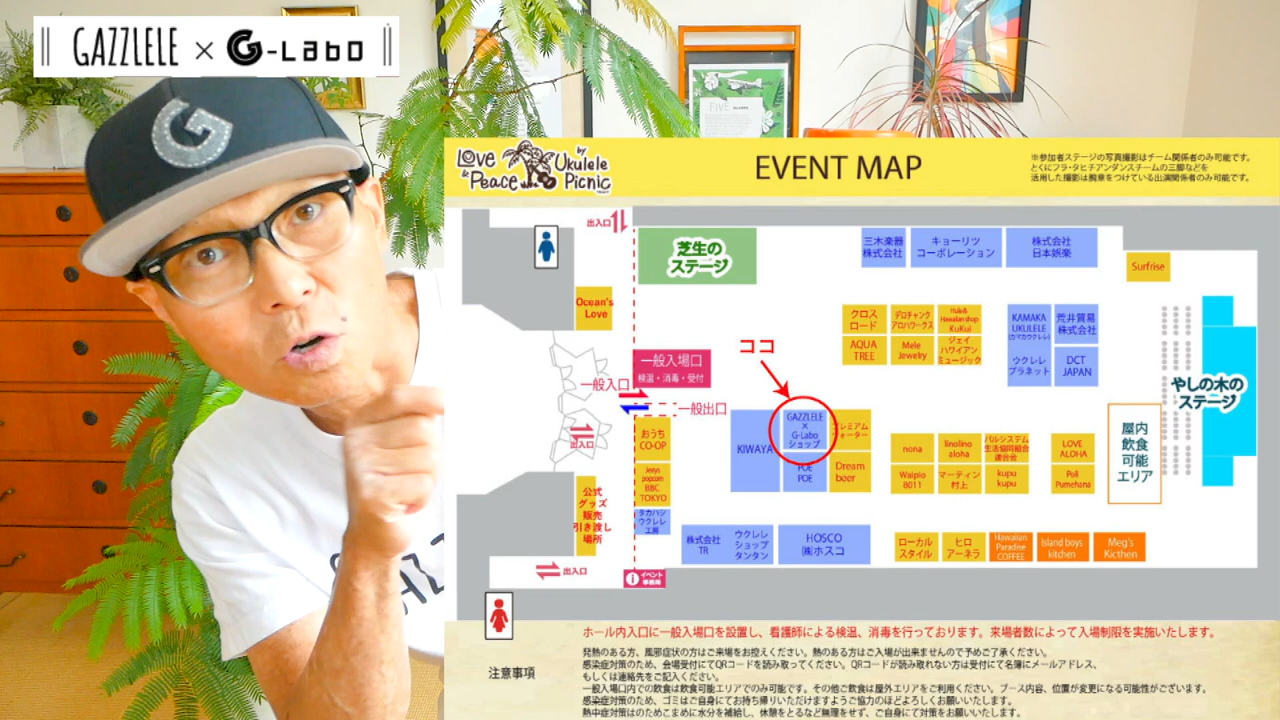 GAZZLELE × G-Labo
G
FIVE
Love & Peace by Ukulele Picnic
EVENT MAP
※参加者ステージの写真撮影はチーム関係者のみ可能です。
とくにフラ・タヒチアンダンスチームの三脚などを
活用した撮影は腕章をつけている出演関係者のみ可能です。
出入口
芝生の
ステージ
三木楽器
株式会社
キョーリツ
コーポレーション
株式会社
日本娯楽
Surfrise
Ocean's
Love
クロス
ロード
デロチャンク
アロハワークス
Hula&
Hawaiian shop
KuKui
AQUA
TREE
Mele
Jewelry
ジェイ
ハワイアン
ミュージック
KAMAKA
UKULELE
(カマカウクレレ)
荒井貿易
株式会社
ウクレレ
プラネット
DCT
JAPAN
やしの木の
ステージ
ココ
一般入場口
検温・消毒・受付
一般入口
一般出口
出入口
KIWAYA
GAZZLELE
×
G-Labo
ショップ
プレミアム
ウォーター
POE
POE
Dream
beer
おうち
CO-OP
Jerrys
popcorn
BBC
TOKYO
タカハシ
ウクレレ
工房
公式
グッズ
販売
引き渡し
場所
nona
linolino
aloha
パルシステム
生活協同組合
連合会
Waipio
8011
マーティン
村上
kupu
kupu
LOVE
ALOHA
Poli
Pumehana
屋内
飲食
可能
エリア
株式会社
TR
ウクレレ
ショップ
タンタン
HOSCO
㈱ホスコ
ローカル
スタイル
ヒロ
アーネラ
Hawaiian
Paradise
COFFEE
Island boys
kitchen
Meg's
Kicthen
出入口
イベント
事務所
ホール内入口に一般入場口を設置し、看護師による検温、消毒を行っております。来場者数によって入場制限を実施いたします。
注意事項
発熱のある方、風邪症状の方はご来場をお控えください。熱のある方はご入場が出来ませんので予めご了承ください。
感染症対策のため、会場受付にてQRコードを読み取ってください。QRコードが読み取れない方は受付にて名簿にメールアドレス、
もしくは連絡先をご記入ください。
一般入場口内での飲食は飲食可能エリアでのみ可能です。その他ご飲食は屋外エリアをご利用ください。ブース内容、位置が変更になる可能性がございます。
感染症対策のため、ゴミはご自身にてお持ち帰りいただけますようご協力のほどよろしくお願いいたします。
熱中症対策はのためこまめに水分を補給し、休憩をとるなど無理をせず、ご自身にて対策をお願いいたします。